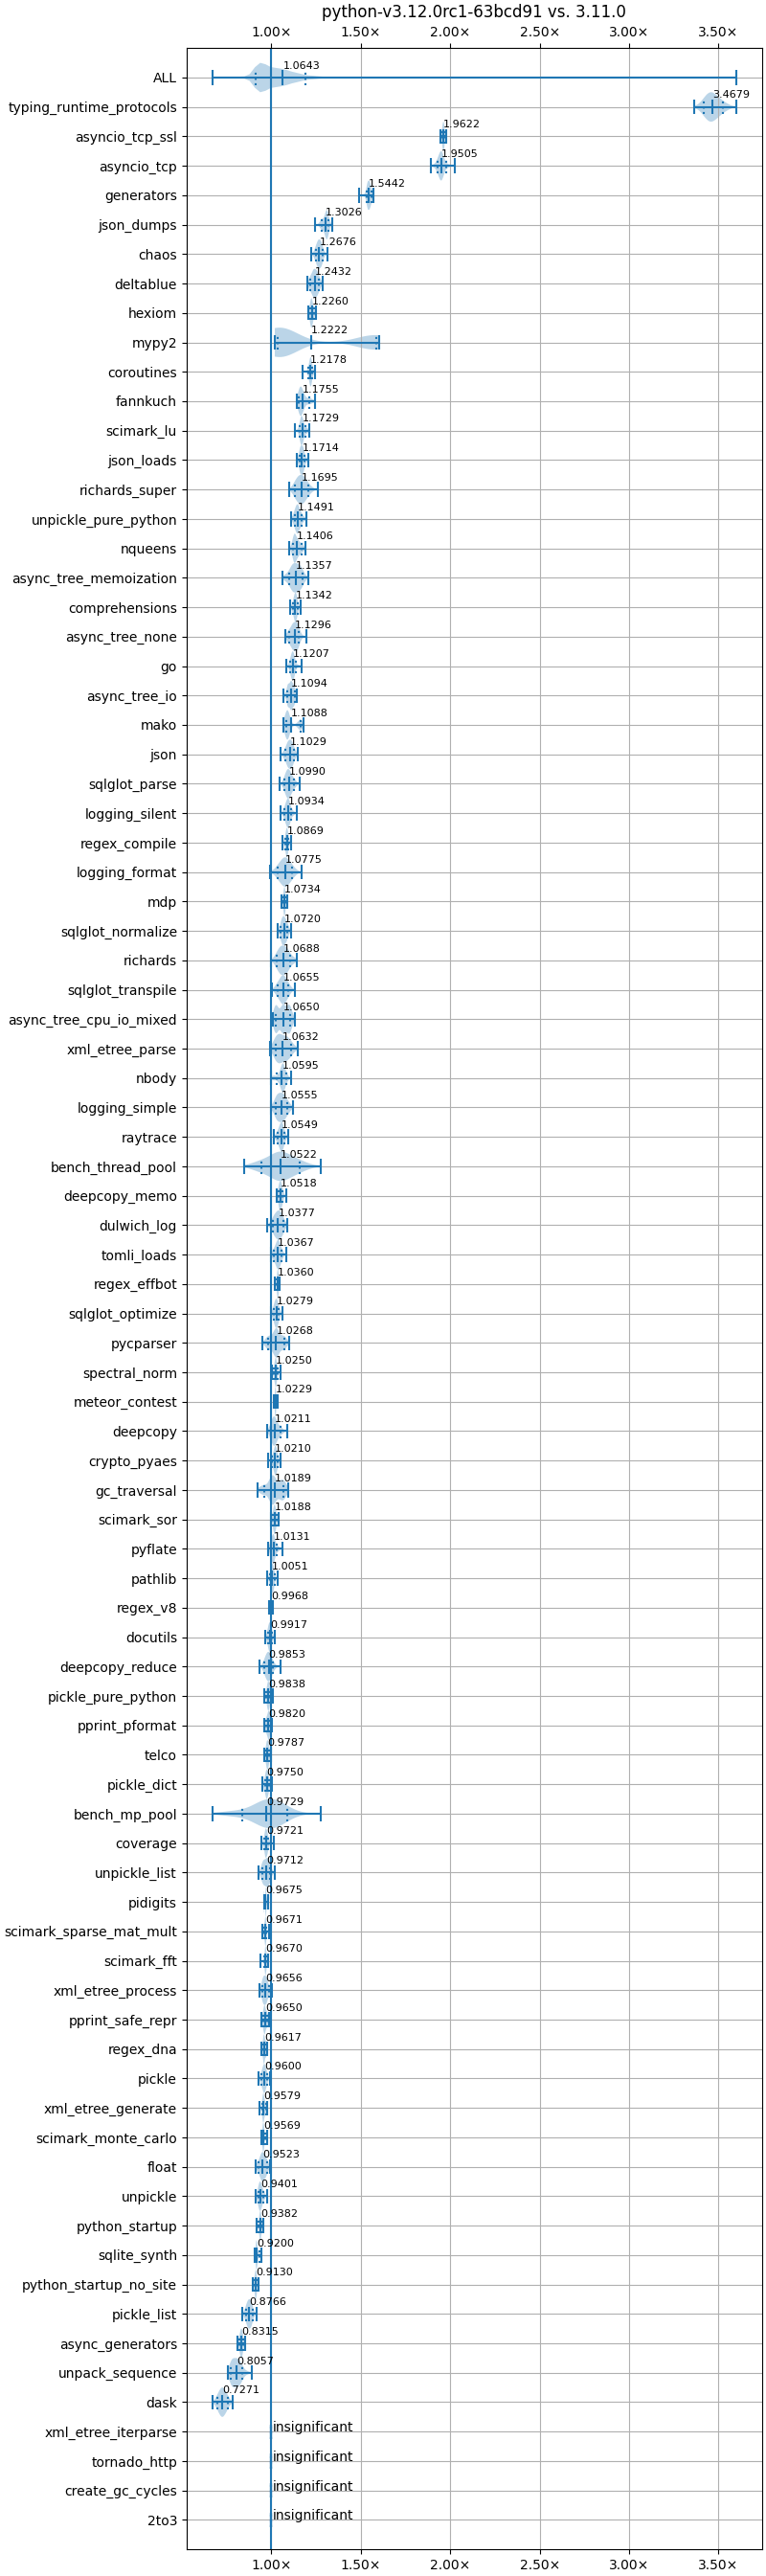 python-v3.12.0rc1-63bcd91 vs. 3.11.0
1.00× 1.50× 2.00× 2.50× 3.00× 3.50×
ALL 1.0643
typing_runtime_protocols 3.4679
asyncio_tcp_ssl 1.9622
asyncio_tcp 1.9505
generators 1.5442
json_dumps 1.3026
chaos 1.2676
deltablue 1.2432
hexiom 1.2260
mypy2 1.2222
coroutines 1.2178
fannkuch 1.1755
scimark_lu 1.1729
json_loads 1.1714
richards_super 1.1695
unpickle_pure_python 1.1491
nqueens 1.1406
async_tree_memoization 1.1357
comprehensions 1.1342
async_tree_none 1.1296
go 1.1207
async_tree_io 1.1094
mako 1.1088
json 1.1029
sqlglot_parse 1.0990
logging_silent 1.0934
regex_compile 1.0869
logging_format 1.0775
mdp 1.0734
sqlglot_normalize 1.0720
richards 1.0688
sqlglot_transpile 1.0655
async_tree_cpu_io_mixed 1.0650
xml_etree_parse 1.0632
nbody 1.0595
logging_simple 1.0555
raytrace 1.0549
bench_thread_pool 1.0522
deepcopy_memo 1.0518
dulwich_log 1.0377
tomli_loads 1.0367
regex_effbot 1.0360
sqlglot_optimize 1.0279
pycparser 1.0268
spectral_norm 1.0250
meteor_contest 1.0229
deepcopy 1.0211
crypto_pyaes 1.0210
gc_traversal 1.0189
scimark_sor 1.0188
pyflate 1.0131
pathlib 1.0051
regex_v8 0.9968
docutils 0.9917
deepcopy_reduce 0.9853
pickle_pure_python 0.9838
pprint_pformat 0.9820
telco 0.9787
pickle_dict 0.9750
bench_mp_pool 0.9729
coverage 0.9721
unpickle_list 0.9712
pidigits 0.9675
scimark_sparse_mat_mult 0.9671
scimark_fft 0.9670
xml_etree_process 0.9656
pprint_safe_repr 0.9650
regex_dna 0.9617
pickle 0.9600
xml_etree_generate 0.9579
scimark_monte_carlo 0.9569
float 0.9523
unpickle 0.9401
python_startup 0.9382
sqlite_synth 0.9200
python_startup_no_site 0.9130
pickle_list 0.8766
async_generators 0.8315
unpack_sequence 0.8057
dask 0.7271
xml_etree_iterparse insignificant
tornado_http insignificant
create_gc_cycles insignificant
2to3 insignificant
1.00× 1.50× 2.00× 2.50× 3.00× 3.50×